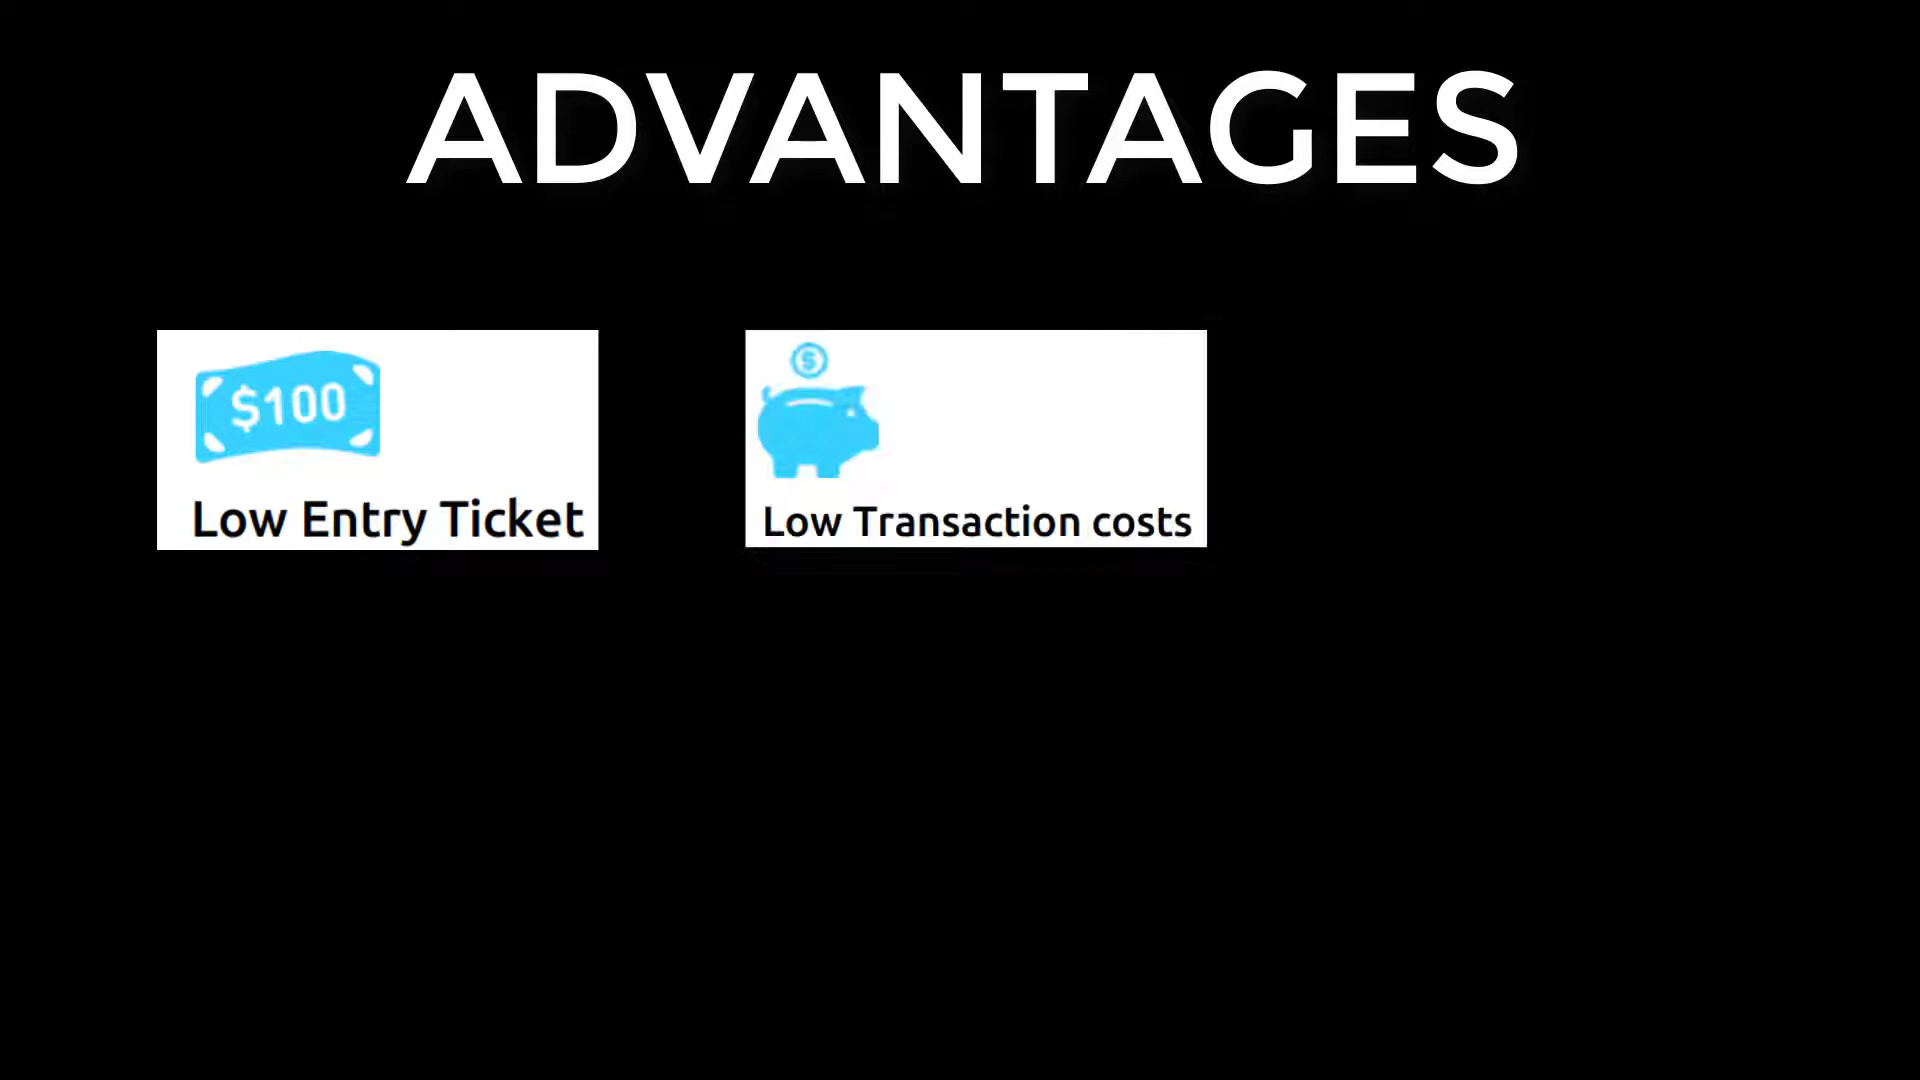 ADVANTAGES
$100
Low Entry Ticket
$
Low Transaction costs